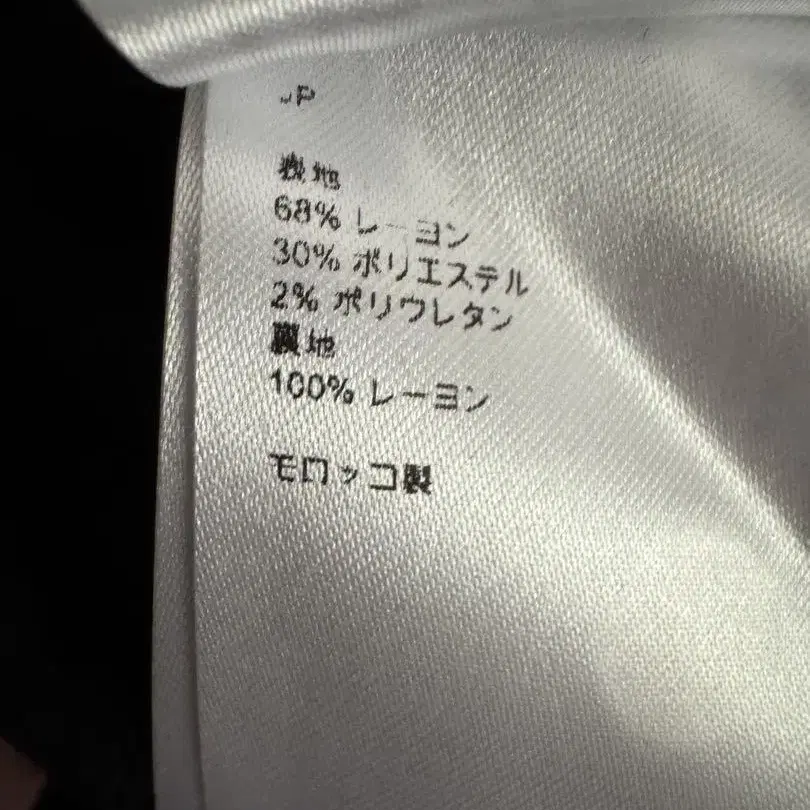 JP
表地
68% レーヨン
30% ポリエステル
2% ポリウレタン
裏地
100% レーヨン
モロッコ製